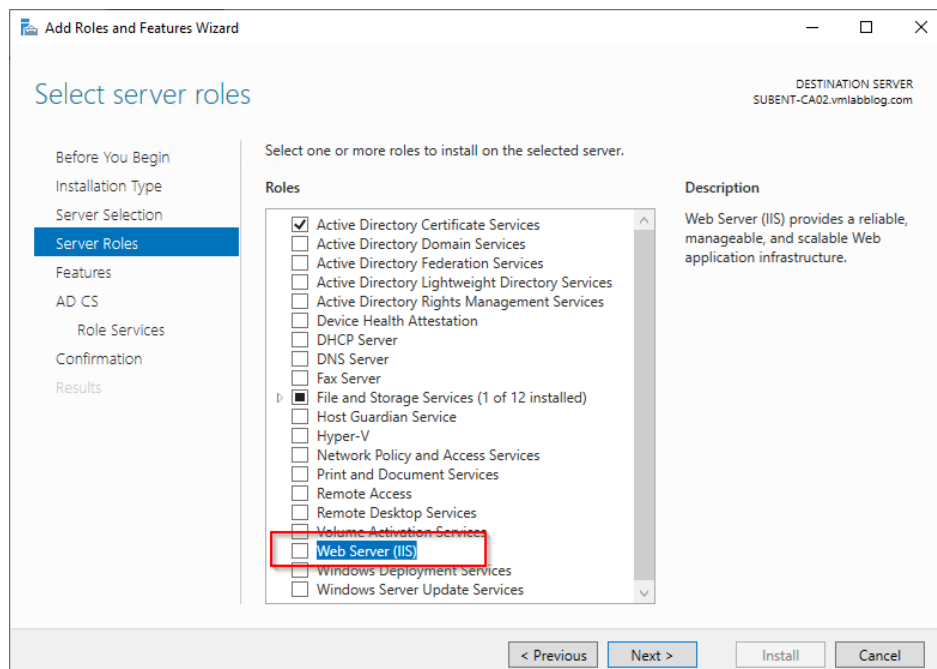 Add Roles and Features Wizard
Select server roles
DESTINATION SERVER
SUBENT-CA02.vmlabblog.com
Before You Begin
Installation Type
Server Selection
Server Roles
Features
AD CS
Role Services
Confirmation
Results
Select one or more roles to install on the selected server.
Roles
Active Directory Certificate Services
Active Directory Domain Services
Active Directory Federation Services
Active Directory Lightweight Directory Services
Active Directory Rights Management Services
Device Health Attestation
DHCP Server
DNS Server
Fax Server
File and Storage Services (1 of 12 installed)
Host Guardian Service
Hyper-V
Network Policy and Access Services
Print and Document Services
Remote Access
Remote Desktop Services
Volume Activation Services
Web Server (IIS)
Windows Deployment Services
Windows Server Update Services
Description
Web Server (IIS) provides a reliable,
manageable, and scalable Web
application infrastructure.
< Previous
Next >
Install
Cancel